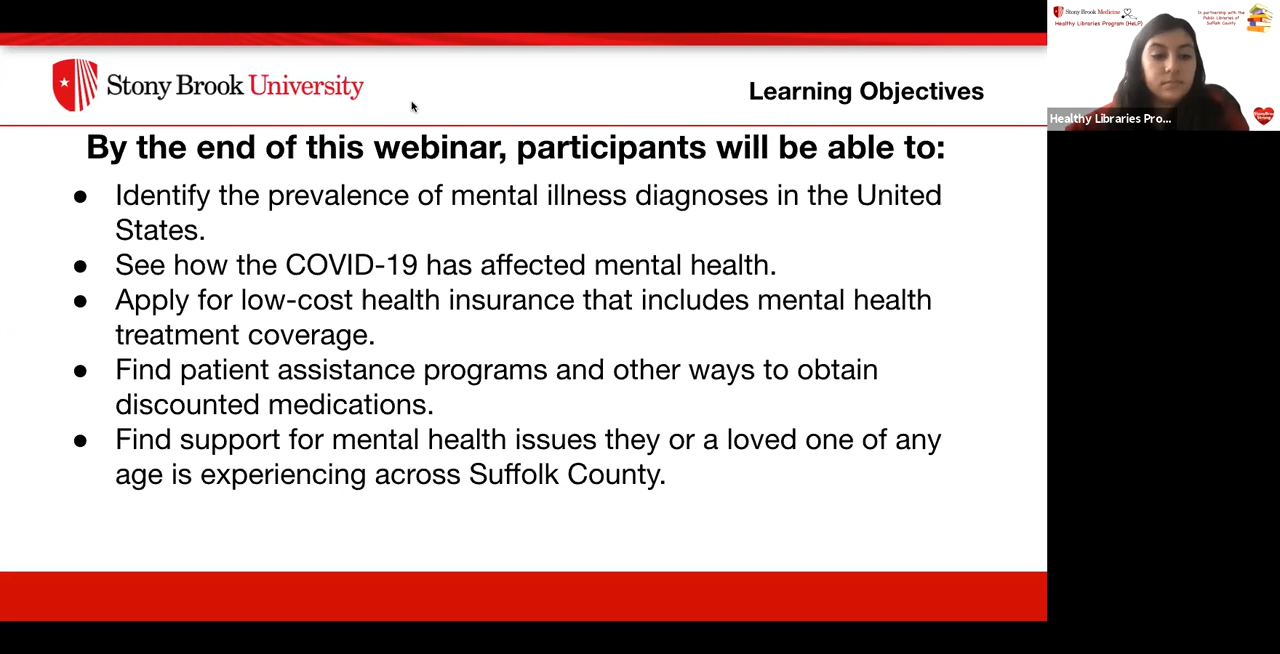 Stony Brook University
Learning Objectives
By the end of this webinar, participants will be able to:
● Identify the prevalence of mental illness diagnoses in the United
States.
● See how the COVID-19 has affected mental health.
● Apply for low-cost health insurance that includes mental health
treatment coverage.
● Find patient assistance programs and other ways to obtain
discounted medications.
● Find support for mental health issues they or a loved one of any
age is experiencing across Suffolk County.
Stony Brook Medicine
Healthy Libraries Program (HeLP)
In partnership with the
Public Libraries of
Suffolk County
Healthy Libraries Pro...